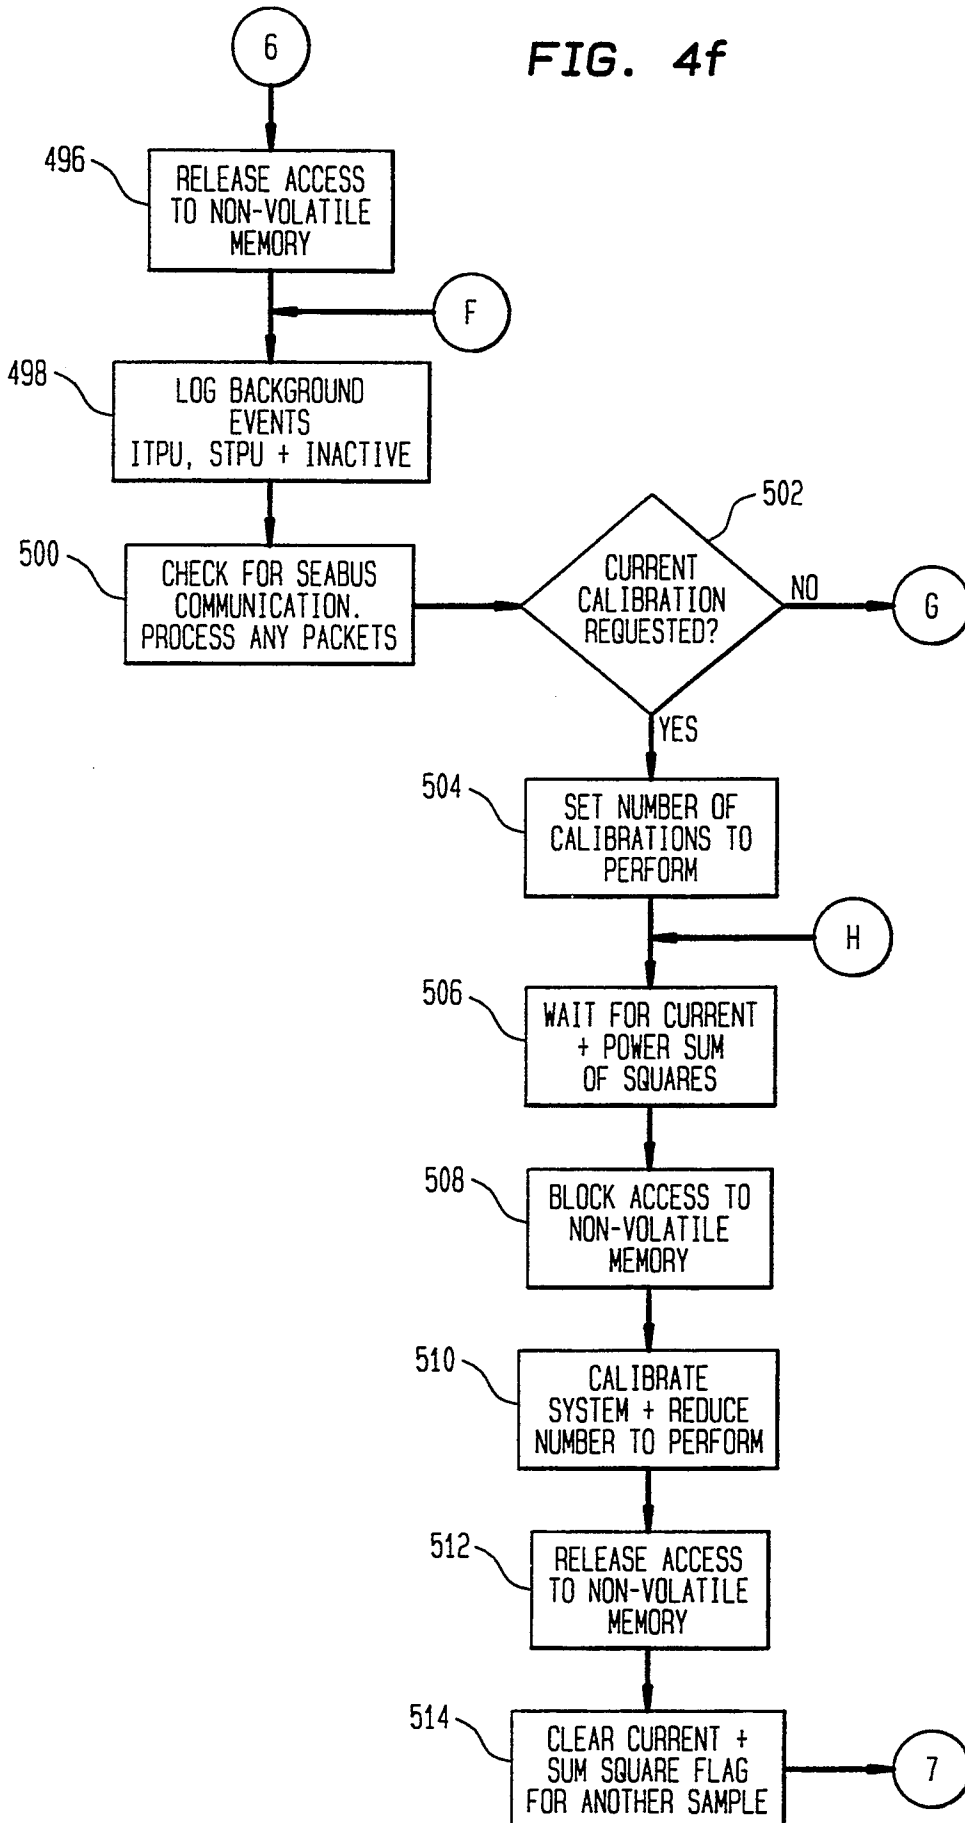 6
FIG. 4f
496
RELEASE ACCESS
TO NON-VOLATILE
MEMORY
F
498
LOG BACKGROUND
EVENTS
ITPU, STPU + INACTIVE
500
CHECK FOR SEABUS
COMMUNICATION.
PROCESS ANY PACKETS
502
CURRENT
CALIBRATION
REQUESTED?
NO
G
YES
504
SET NUMBER OF
CALIBRATIONS TO
PERFORM
H
506
WAIT FOR CURRENT
+ POWER SUM
OF SQUARES
508
BLOCK ACCESS TO
NON-VOLATILE
MEMORY
510
CALIBRATE
SYSTEM + REDUCE
NUMBER TO PERFORM
512
RELEASE ACCESS
TO NON-VOLATILE
MEMORY
514
CLEAR CURRENT +
SUM SQUARE FLAG
FOR ANOTHER SAMPLE
7